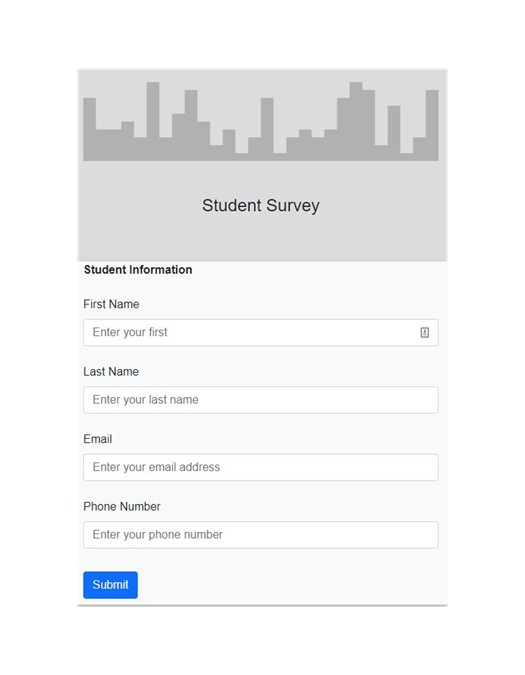 Student Survey
Student Information
First Name
Enter your first
Last Name
Enter your last name
Email
Enter your email address
Phone Number
Enter your phone number
Submit